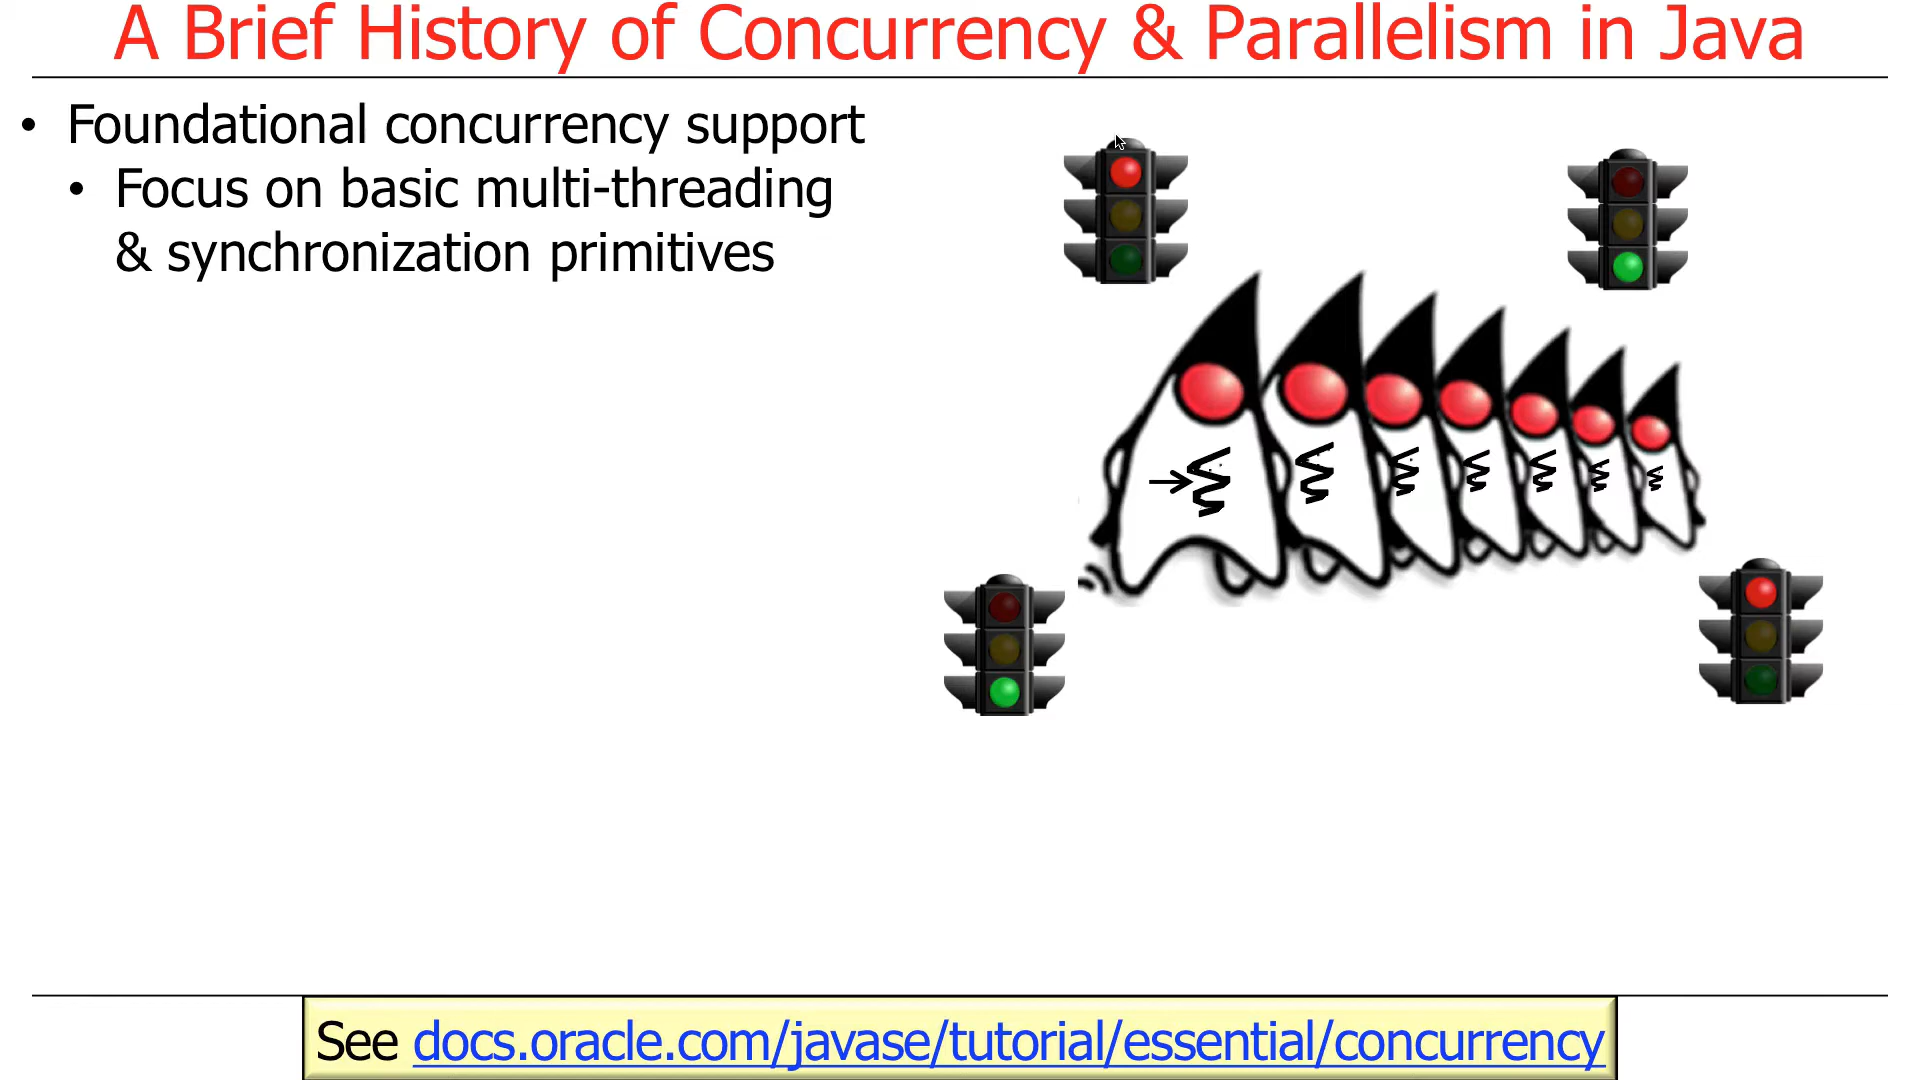 A Brief History of Concurrency & Parallelism in Java
• Foundational concurrency support
• Focus on basic multi-threading
& synchronization primitives
See docs.oracle.com/javase/tutorial/essential/concurrency